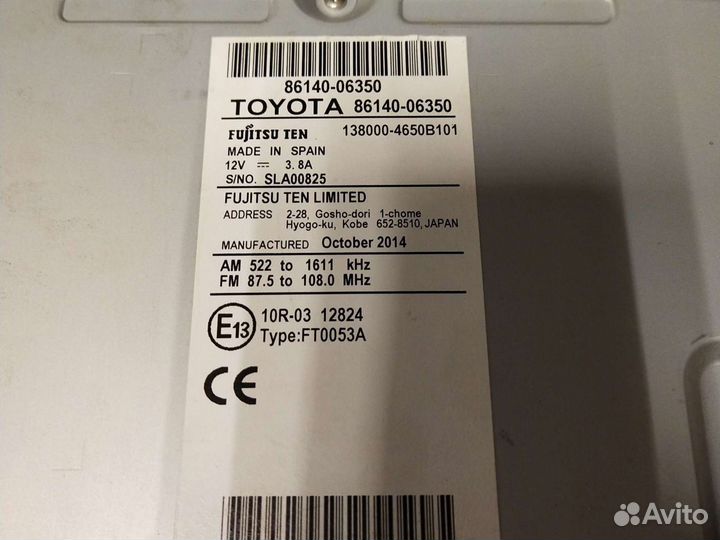 86140-06350
TOYOTA 86140-06350
FUJITSU TEN 138000-4650B101
MADE IN SPAIN
12V 3.8A
S/NO. SLA00825
FUJITSU TEN LIMITED
ADDRESS 2-28, Gosho-dori 1-chome
Hyogo-ku, Kobe 652-8510, JAPAN
MANUFACTURED October 2014
AM 522 to 1611 kHz
FM 87.5 to 108.0 MHz
E13 10R-03 12824
Type:FT0053A
CE
Avito